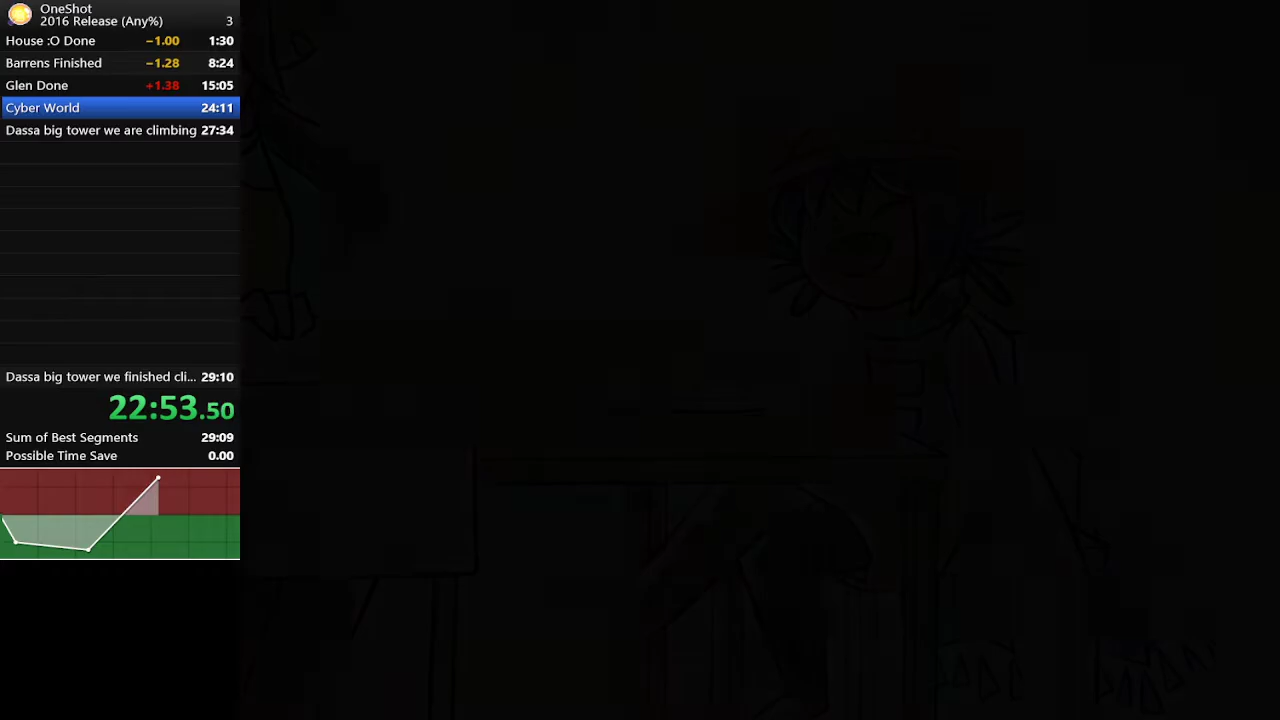 OneShot
2016 Release (Any%) 3
House :O Done −1.00 1:30
Barrens Finished −1.28 8:24
Glen Done +1.38 15:05
Cyber World 24:11
Dassa big tower we are climbing 27:34
Dassa big tower we finished cli... 29:10
22:53.50
Sum of Best Segments 29:09
Possible Time Save 0.00